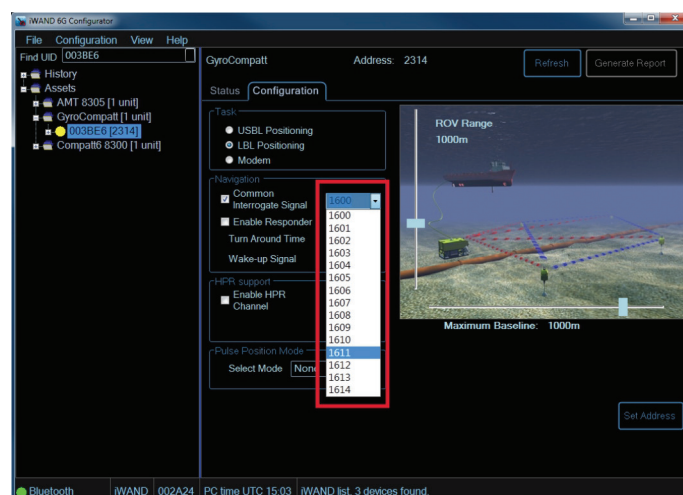 iWAND 6G Configurator
File Configuration View Help
Find UID 003BE6
History
Assets
AMT 8305 [1 unit]
GyroCompatt [1 unit]
003BE6 [2314]
Compatt6 8300 [1 unit]
GyroCompatt Address: 2314 Refresh Generate Report
Status Configuration
Task
USBL Positioning
LBL Positioning
Modem
Navigation
Common
Interrogate Signal 1600
Enable Responder
Turn Around Time
Wake-up Signal
1600
1601
1602
1603
1604
1605
1606
1607
1608
1609
1610
1611
1612
1613
1614
HPR support
Enable HPR
Channel
Pulse Position Mode
Select Mode None
ROV Range
1000m
Maximum Baseline: 1000m
Set Address
Bluetooth iWAND 002A24 PC time UTC 15:03 iWAND list, 3 devices found.